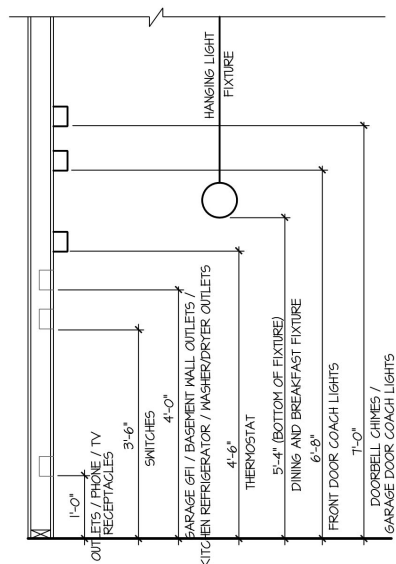 HANGING LIGHT
FIXTURE
1'-0"
OUTLETS / PHONE / TV
RECEPTACLES
3'-6"
SWITCHES
4'-0"
GARAGE GFI / BASEMENT WALL OUTLETS /
KITCHEN REFRIGERATOR / WASHER/DRYER OUTLETS
4'-6"
THERMOSTAT
5'-4" (BOTTOM OF FIXTURE)
DINING AND BREAKFAST FIXTURE
6'-8"
FRONT DOOR COACH LIGHTS
7'-0"
DOORBELL CHIMES /
GARAGE DOOR COACH LIGHTS